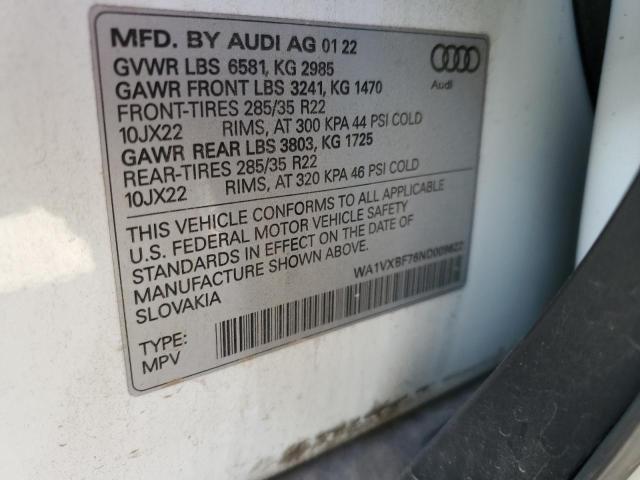 MFD. BY AUDI AG 01 22
GVWR LBS 6581, KG 2985
GAWR FRONT LBS 3241, KG 1470
FRONT-TIRES 285/35 R22
10JX22 RIMS, AT 300 KPA 44 PSI COLD
GAWR REAR LBS 3803, KG 1725
REAR-TIRES 285/35 R22
10JX22 RIMS, AT 320 KPA 46 PSI COLD
Audi
THIS VEHICLE CONFORMS TO ALL APPLICABLE
U.S. FEDERAL MOTOR VEHICLE SAFETY
STANDARDS IN EFFECT ON THE DATE OF
MANUFACTURE SHOWN ABOVE.
SLOVAKIA
TYPE:
MPV